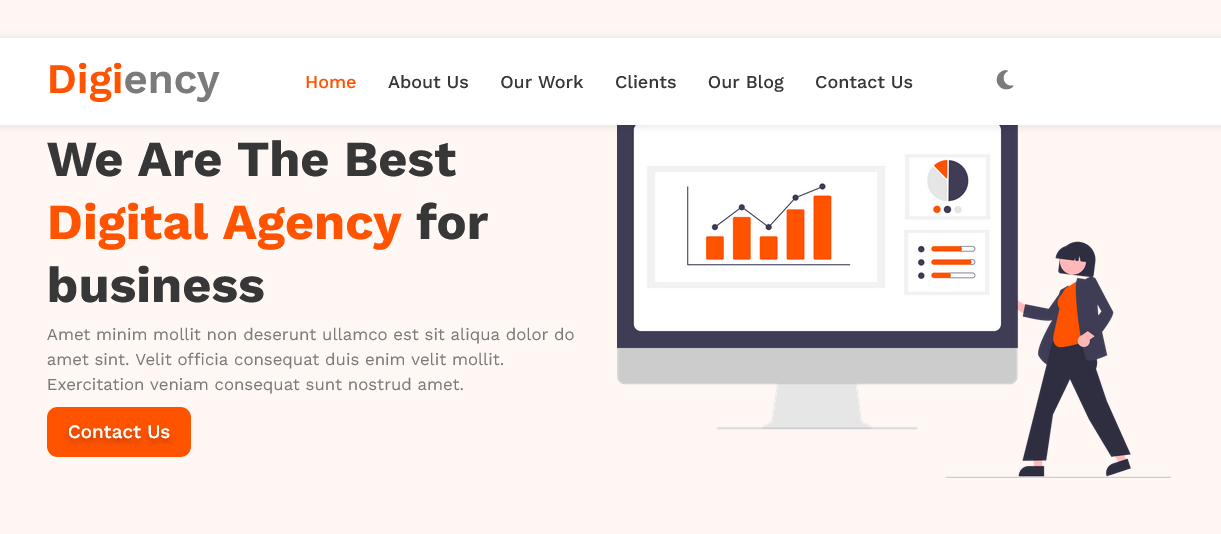 Digiency
Home About Us Our Work Clients Our Blog Contact Us
We Are The Best
Digital Agency for
business
Amet minim mollit non deserunt ullamco est sit aliqua dolor do
amet sint. Velit officia consequat duis enim velit mollit.
Exercitation veniam consequat sunt nostrud amet.
Contact Us